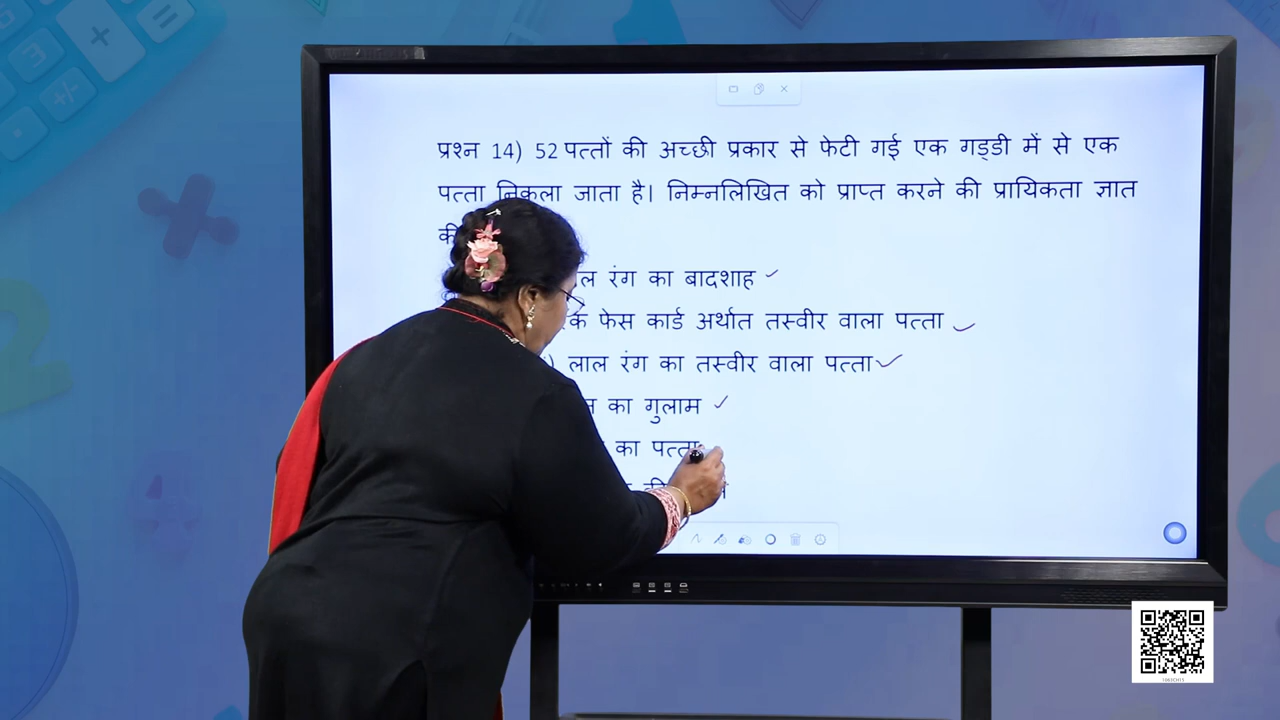 प्रश्न 14) 52 पत्तों की अच्छी प्रकार से फेटी गई एक गड्डी में से एक
पत्ता निकला जाता है। निम्नलिखित को प्राप्त करने की प्रायिकता ज्ञात
रंग का बादशाह
फेस कार्ड अर्थात तस्वीर वाला पत्ता
लाल रंग का तस्वीर वाला पत्ता
का गुलाम
का पत्ता